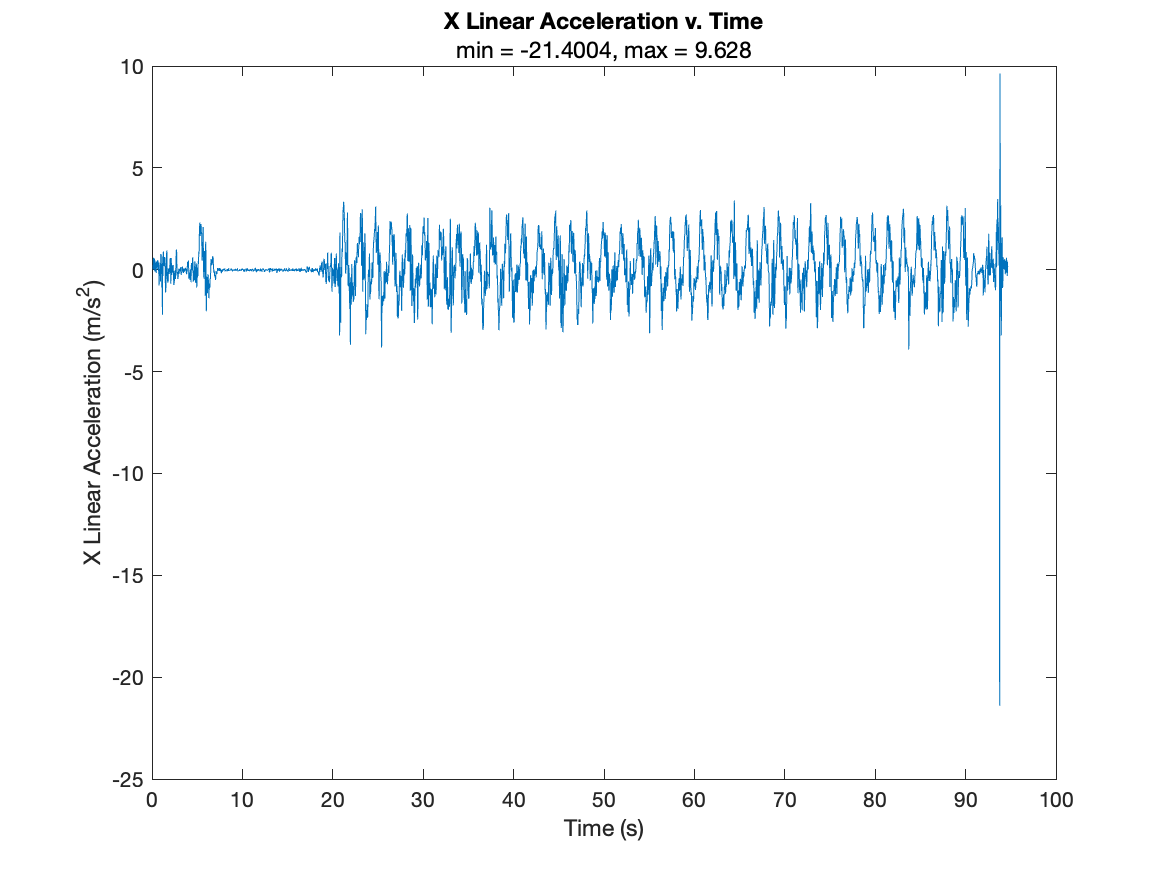 X Linear Acceleration v. Time
min = -21.4004, max = 9.628
10
5
0
-5
-10
-15
-20
-25
X Linear Acceleration (m/s²)
0 10 20 30 40 50 60 70 80 90 100
Time (s)